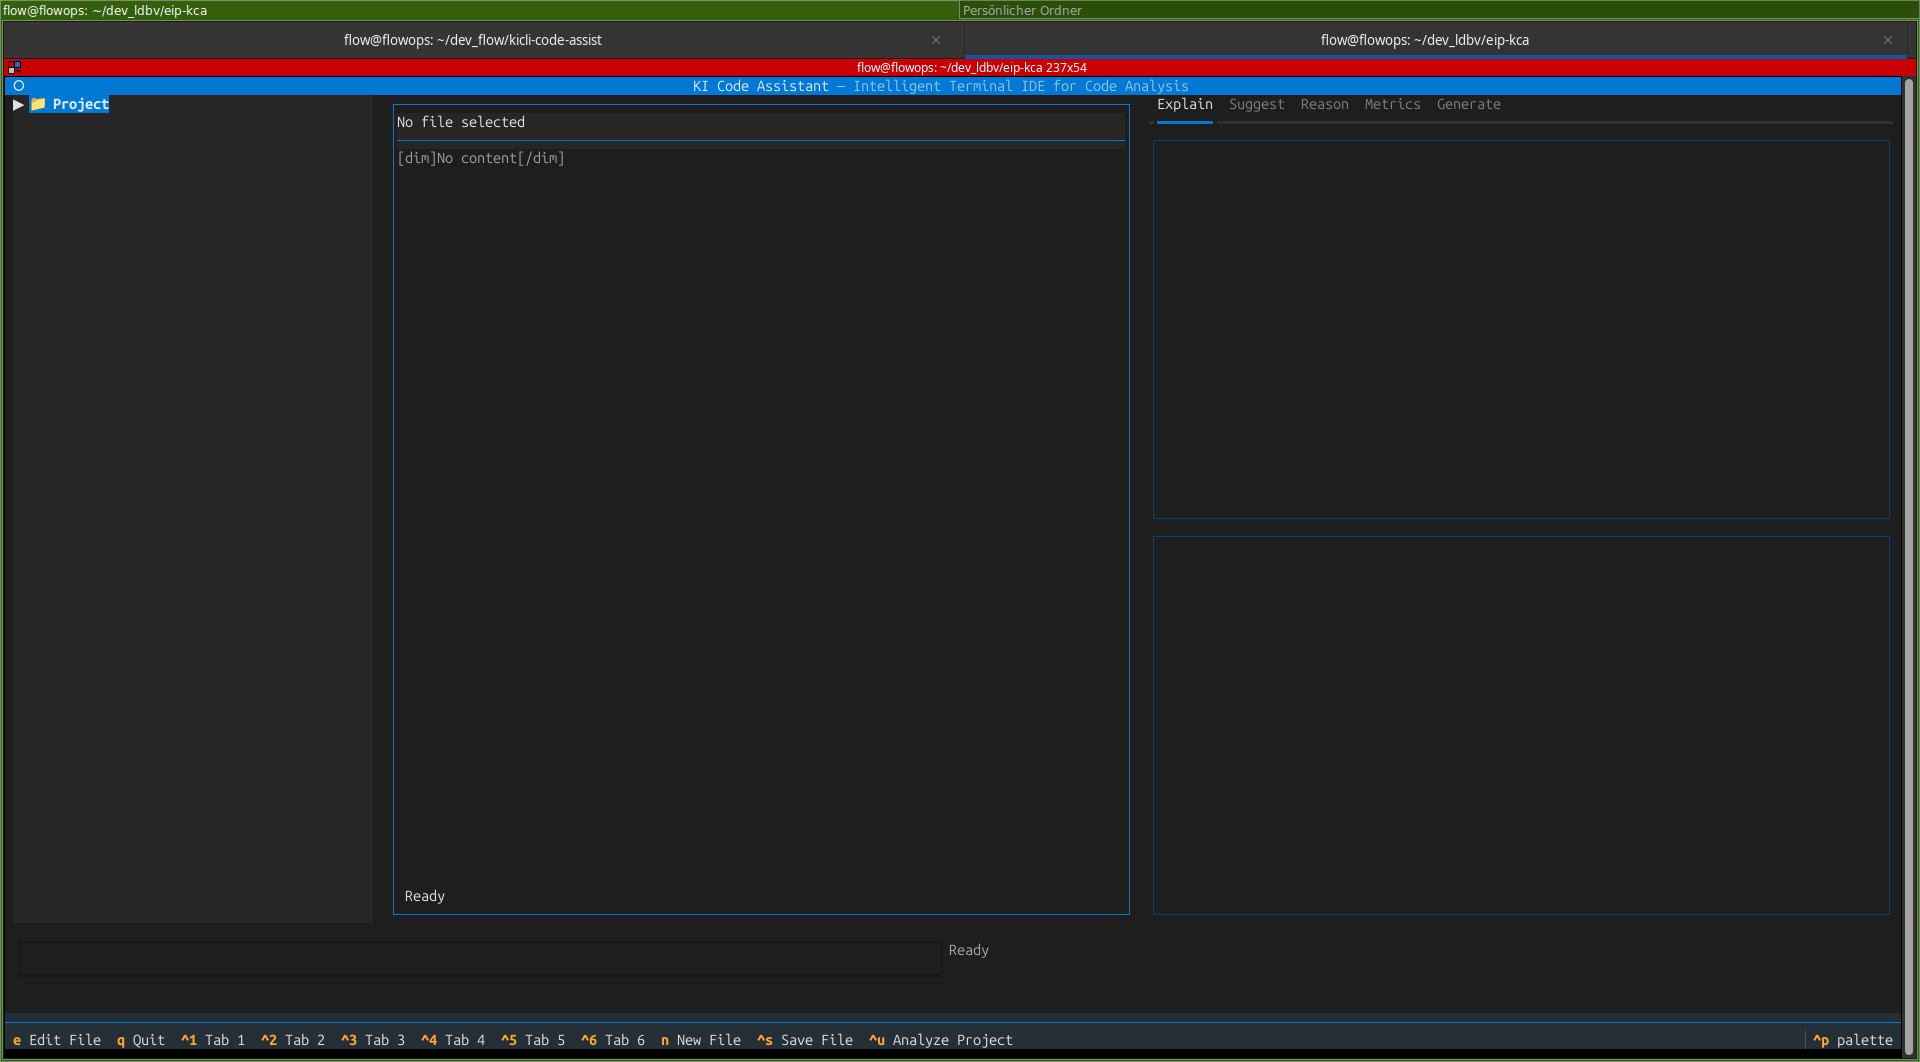 flow@flowops: ~/dev_ldbv/eip-kca
Persönlicher Ordner
flow@flowops: ~/dev_flow/kicli-code-assist ×
flow@flowops: ~/dev_ldbv/eip-kca ×
flow@flowops: ~/dev_ldbv/eip-kca 237x54
KI Code Assistant — Intelligent Terminal IDE for Code Analysis
▶ 📁 Project
No file selected
[dim]No content[/dim]
Ready
Explain Suggest Reason Metrics Generate
Ready
e Edit File q Quit ^1 Tab 1 ^2 Tab 2 ^3 Tab 3 ^4 Tab 4 ^5 Tab 5 ^6 Tab 6 n New File ^s Save File ^u Analyze Project ^p palette